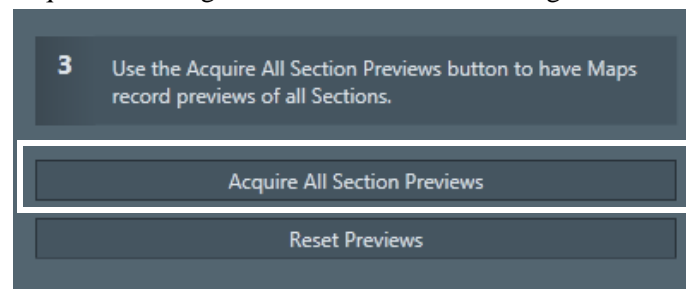 3
Use the Acquire All Section Previews button to have Maps
record previews of all Sections.
Acquire All Section Previews
Reset Previews